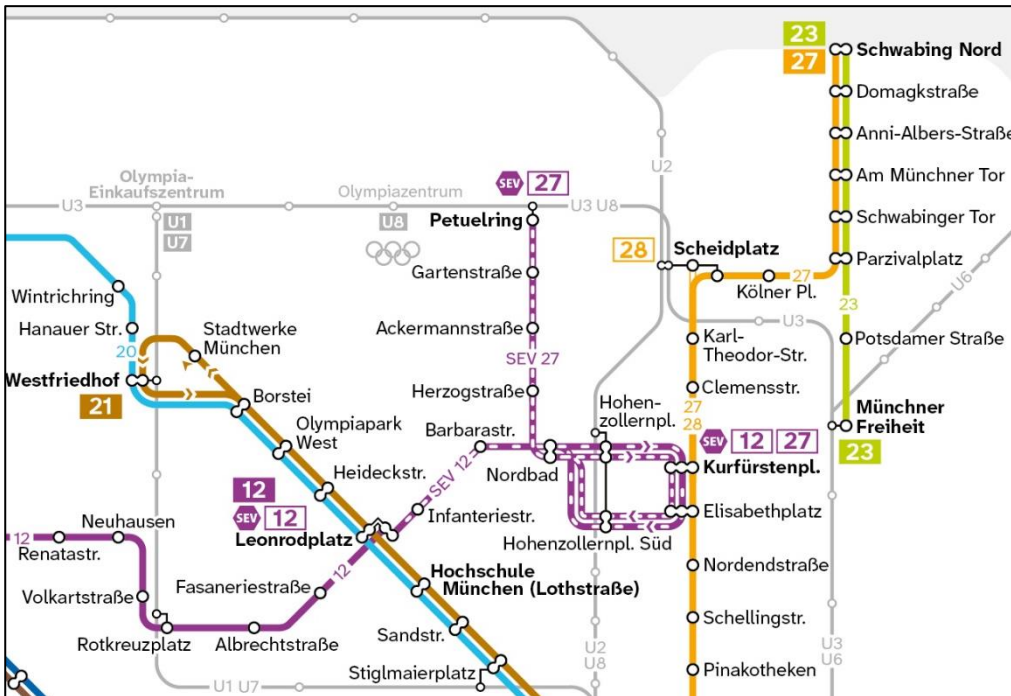 23
27
Schwabing Nord
Domagkstraße
Anni-Albers-Straße
Am Münchner Tor
Schwabinger Tor
Parzivalplatz
27
23
Potsdamer Straße
Münchner
Freiheit
23
U6
U2
U3
Olympia-
Einkaufszentrum
U3
U1
U7
Olympiazentrum
U8
SEV 27
U3 U8
Petuelring
Gartenstraße
Ackermannstraße
SEV 27
Herzogstraße
28
Scheidplatz
Kölner Pl.
Karl-
Theodor-Str.
Clemensstr.
27
28
SEV 12 27
Kurfürstenpl.
Elisabethplatz
Nordendstraße
Schellingstr.
Pinakotheken
Hohen-
zollernpl.
Barbarastr.
Nordbad
SEV 12
Infanteriestr.
Hohenzollernpl. Süd
Wintrichring
Hanauer Str.
20
Stadtwerke
München
Westfriedhof
21
Borstei
Olympiapark
West
Heideckstr.
12
SEV 12
Leonrodplatz
12
Neuhausen
Renatastr.
Volkartstraße
Rotkreuzplatz
Albrechtstraße
Fasaneriestraße
12
Hochschule
München (Lothstraße)
Sandstr.
Stiglmaierplatz
U1 U7
U2
U8
U3
U6